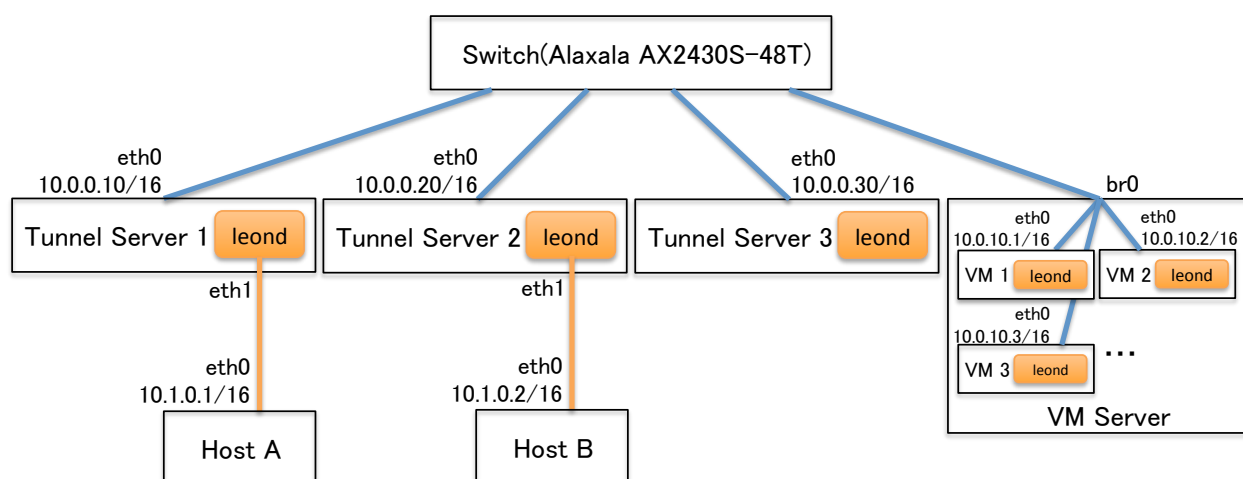 Switch(Alaxala AX2430S-48T)
eth0
10.0.0.10/16
eth0
10.0.0.20/16
eth0
10.0.0.30/16
br0
Tunnel Server 1
leond
Tunnel Server 2
leond
Tunnel Server 3
leond
eth0
10.0.10.1/16
eth0
10.0.10.2/16
VM 1
leond
VM 2
leond
eth0
10.0.10.3/16
VM 3
leond
...
VM Server
eth1
eth1
eth0
10.1.0.1/16
eth0
10.1.0.2/16
Host A
Host B